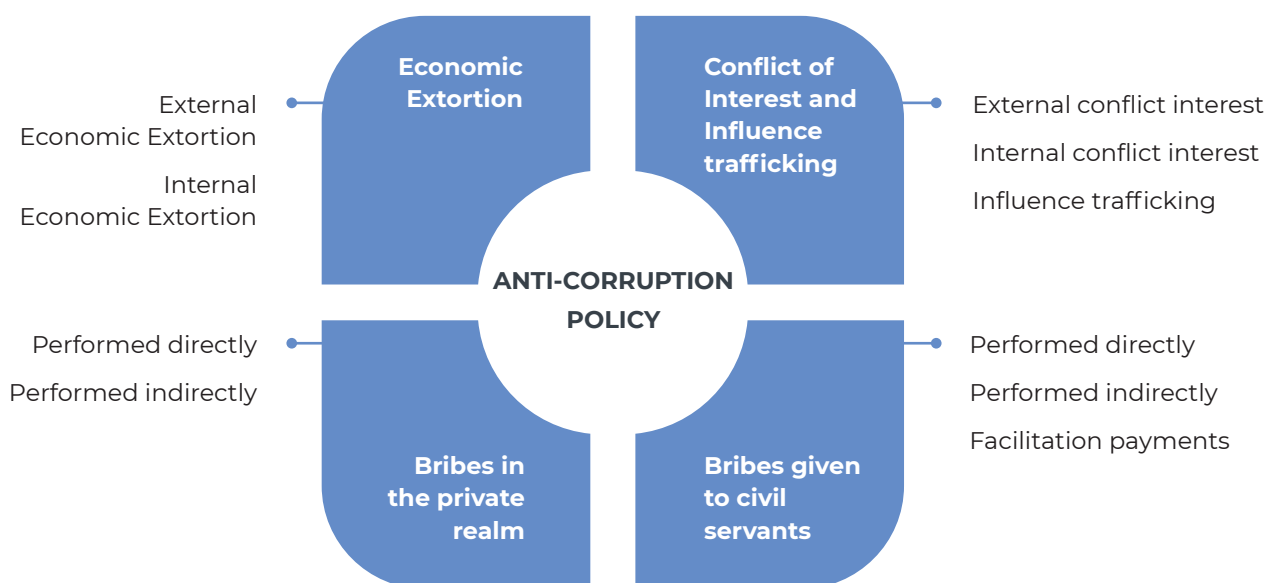 Economic
Extortion
External
Economic Extortion
Internal
Economic Extortion
Conflict of
Interest and
Influence
trafficking
External conflict interest
Internal conflict interest
Influence trafficking
ANTI-CORRUPTION
POLICY
Performed directly
Performed indirectly
Bribes in
the private
realm
Bribes given
to civil
servants
Performed directly
Performed indirectly
Facilitation payments